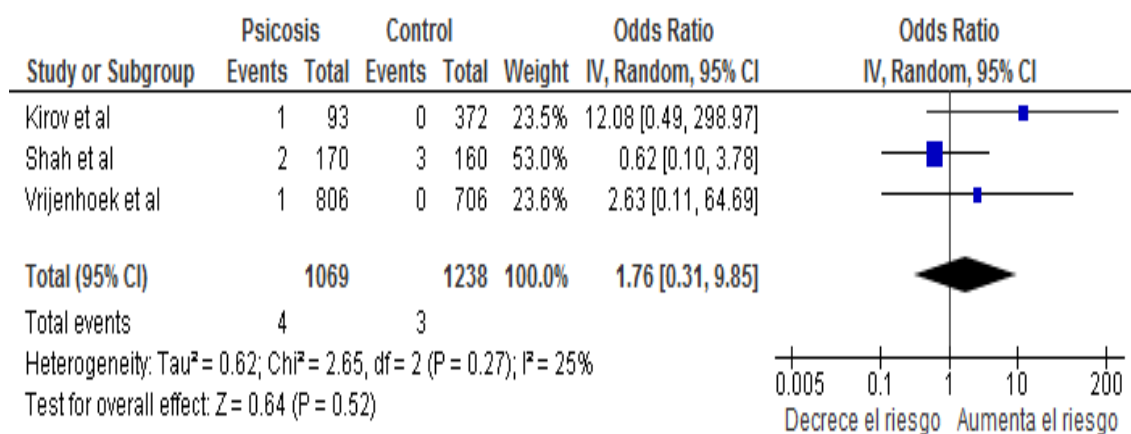 Psicosis Control Odds Ratio Odds Ratio
Study or Subgroup Events Total Events Total Weight IV, Random, 95% CI IV, Random, 95% CI
Kirov et al 1 93 0 372 23.5% 12.08 [0.49, 298.97]
Shah et al 2 170 3 160 53.0% 0.62 [0.10, 3.78]
Vrijenhoek et al 1 806 0 706 23.6% 2.63 [0.11, 64.69]
Total (95% CI) 1069 1238 100.0% 1.76 [0.31, 9.85]
Total events 4 3
Heterogeneity: Tau² = 0.62; Chi² = 2.65, df = 2 (P = 0.27); I² = 25%
Test for overall effect: Z = 0.64 (P = 0.52)
0.005 0.1 1 10 200
Decrece el riesgo Aumenta el riesgo